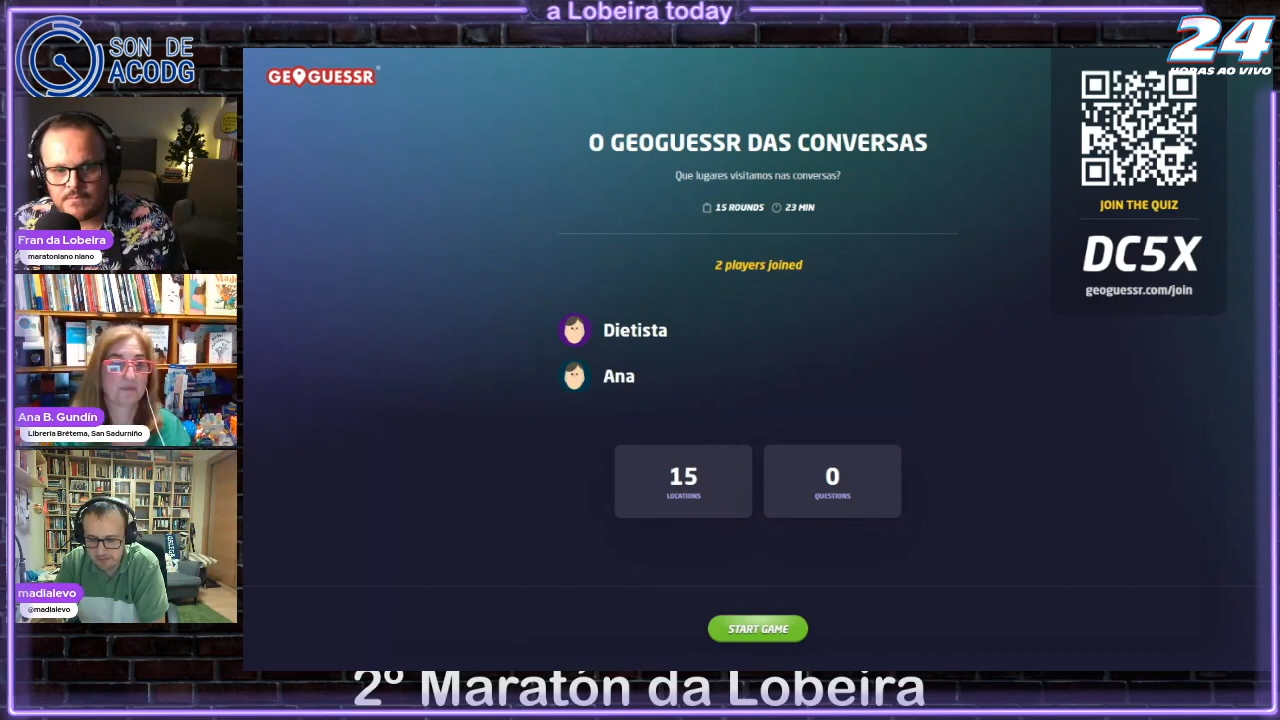 a Lobeira today
SON DE
ACODG
24
HORAS AO VIVO
GEOGUESSR
O GEOGUESSR DAS CONVERSAS
Que lugares visitamos nas conversas?
15 ROUNDS 23 MIN
2 players joined
Dietista
Ana
15
LOCATIONS
0
QUESTIONS
START GAME
JOIN THE QUIZ
DC5X
geoguessr.com/join
Fran da Lobeira
maratoniano niano
Ana B. Gundín
Libreria Brétema, San Sadurniño
madialevo
@madialevo
2º Maratón da Lobeira